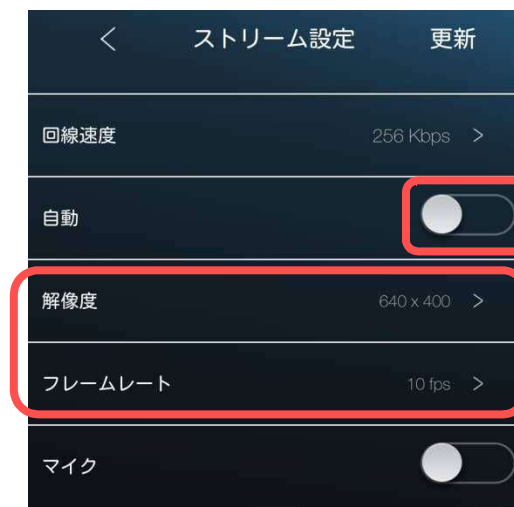 < ストリーム設定 更新
回線速度 256 Kbps >
自動
解像度 640 x 400 >
フレームレート 10 fps >
マイク